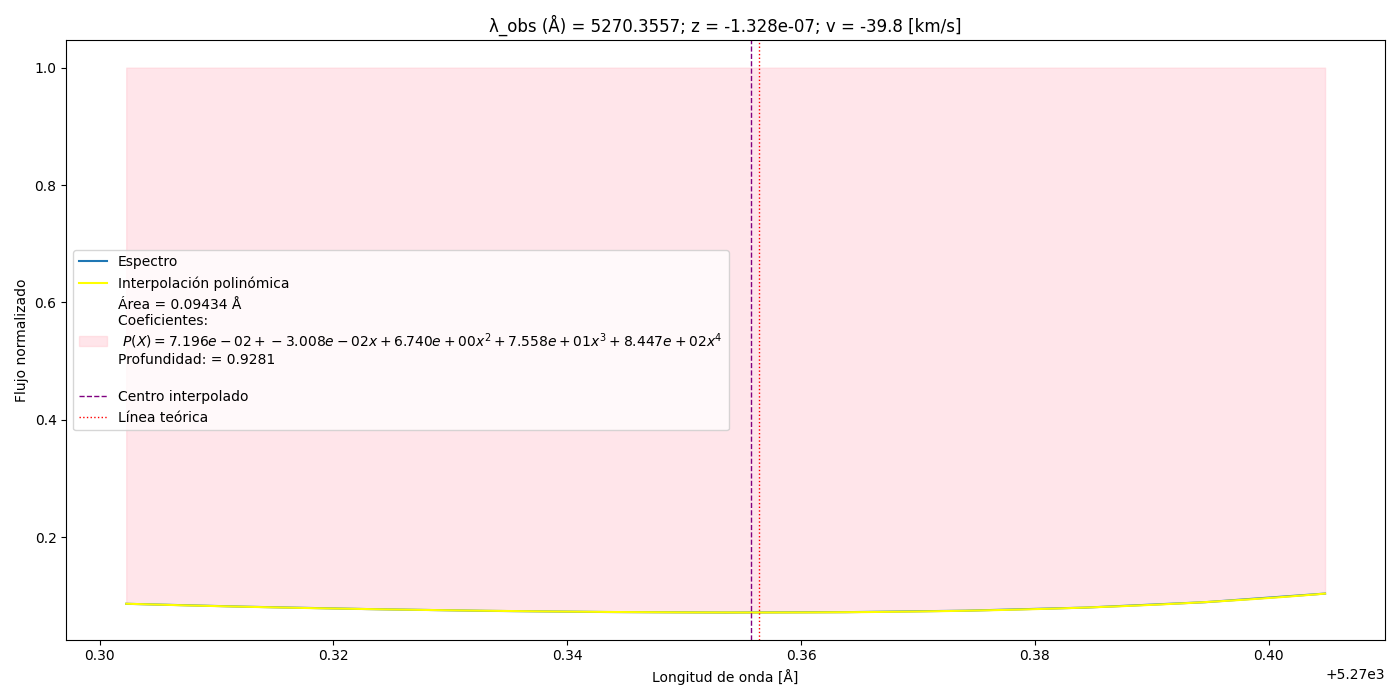 λ_obs (Å) = 5270.3557; z = -1.328e-07; v = -39.8 [km/s]
Flujo normalizado
1.0
0.8
0.6
0.4
0.2
Espectro
Interpolación polinómica
Área = 0.09434 Å
Coeficientes:
P(X) = 7.196e − 02 + −3.008e − 02x + 6.740e + 00x² + 7.558e + 01x³ + 8.447e + 02x⁴
Profundidad: = 0.9281
Centro interpolado
Línea teórica
0.30 0.32 0.34 0.36 0.38 0.40
+5.27e3
Longitud de onda [Å]